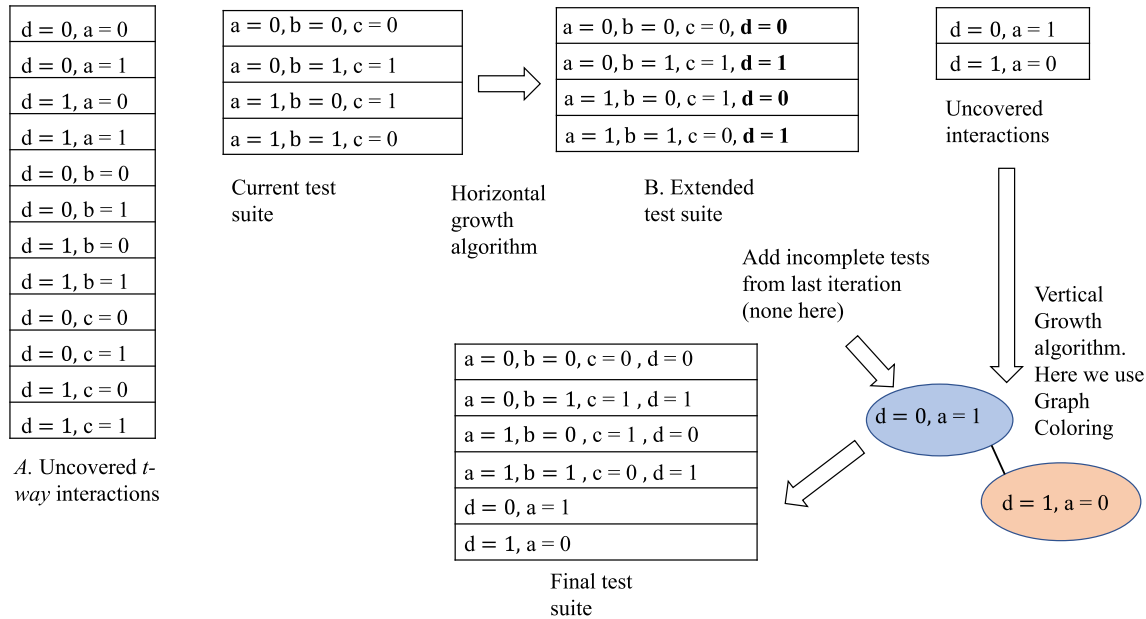 d = 0, a = 0
d = 0, a = 1
d = 1, a = 0
d = 1, a = 1
d = 0, b = 0
d = 0, b = 1
d = 1, b = 0
d = 1, b = 1
d = 0, c = 0
d = 0, c = 1
d = 1, c = 0
d = 1, c = 1
A. Uncovered t-
way interactions
a = 0, b = 0, c = 0
a = 0, b = 1, c = 1
a = 1, b = 0, c = 1
a = 1, b = 1, c = 0
Current test
suite
Horizontal
growth
algorithm
a = 0, b = 0, c = 0, d = 0
a = 0, b = 1, c = 1, d = 1
a = 1, b = 0, c = 1, d = 0
a = 1, b = 1, c = 0, d = 1
B. Extended
test suite
d = 0, a = 1
d = 1, a = 0
Uncovered
interactions
Add incomplete tests
from last iteration
(none here)
Vertical
Growth
algorithm.
Here we use
Graph
Coloring
d = 0, a = 1
d = 1, a = 0
a = 0, b = 0, c = 0 , d = 0
a = 0, b = 1, c = 1 , d = 1
a = 1, b = 0 , c = 1, d = 0
a = 1, b = 1 , c = 0 , d = 1
d = 0, a = 1
d = 1, a = 0
Final test
suite